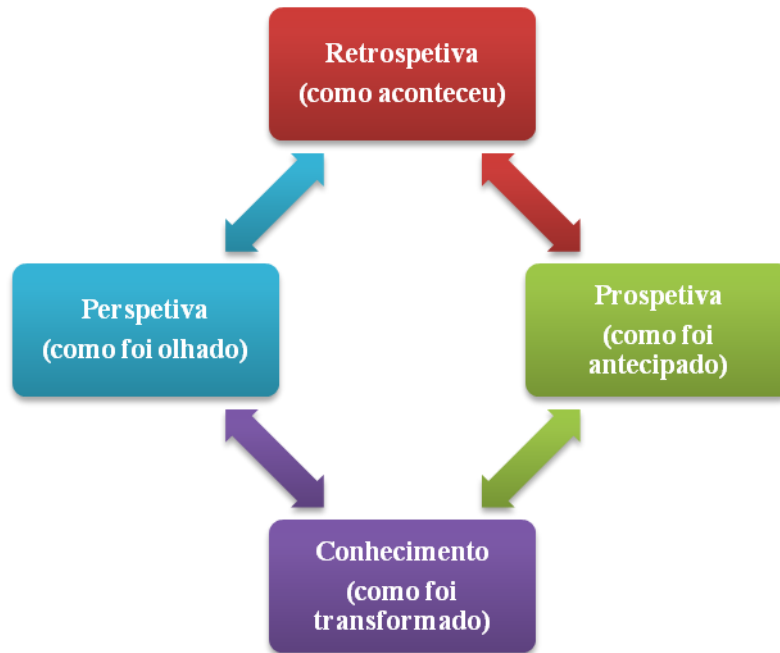 Retrospetiva
(como aconteceu)
Perspetiva
(como foi olhado)
Prospetiva
(como foi
antecipado)
Conhecimento
(como foi
transformado)